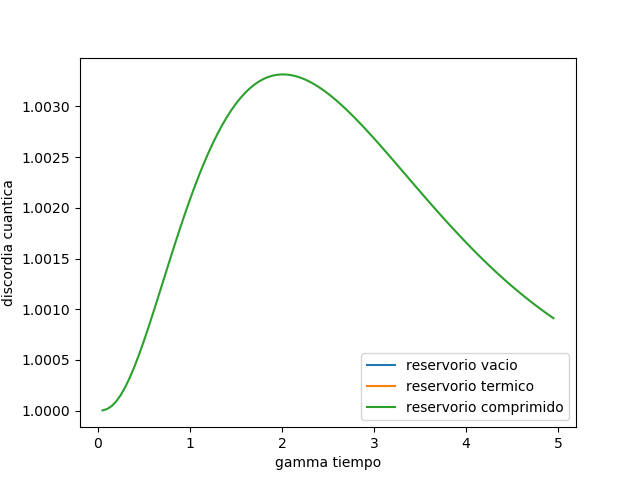 discordia cuantica
1.0030
1.0025
1.0020
1.0015
1.0010
1.0005
1.0000
reservorio vacio
reservorio termico
reservorio comprimido
0 1 2 3 4 5
gamma tiempo